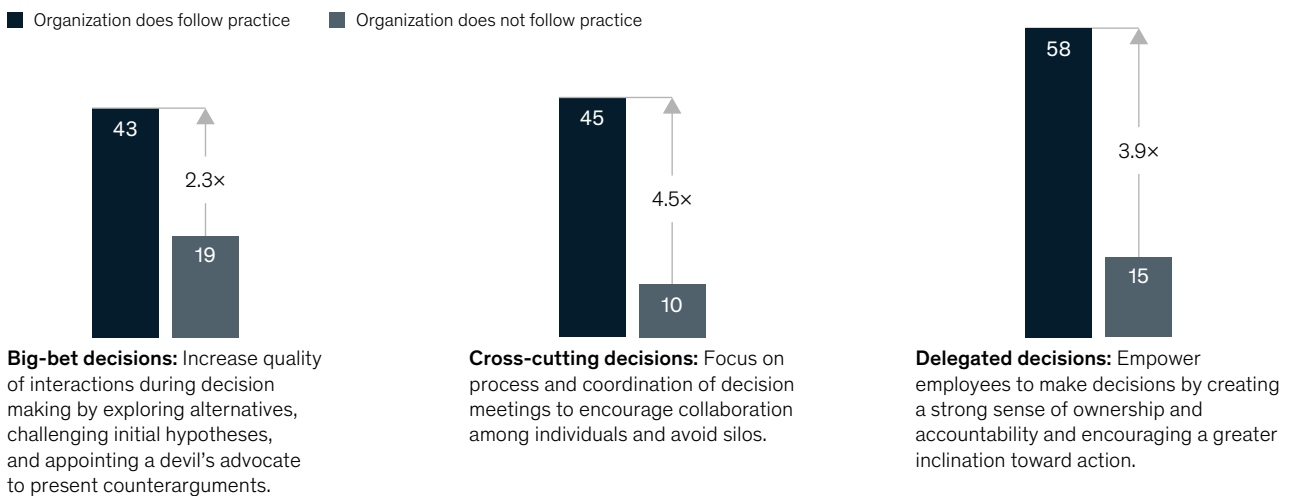 Organization does follow practice
Organization does not follow practice
43
2.3×
19
Big-bet decisions: Increase quality
of interactions during decision
making by exploring alternatives,
challenging initial hypotheses,
and appointing a devil’s advocate
to present counterarguments.
45
4.5×
10
Cross-cutting decisions: Focus on
process and coordination of decision
meetings to encourage collaboration
among individuals and avoid silos.
58
3.9×
15
Delegated decisions: Empower
employees to make decisions by creating
a strong sense of ownership and
accountability and encouraging a greater
inclination toward action.